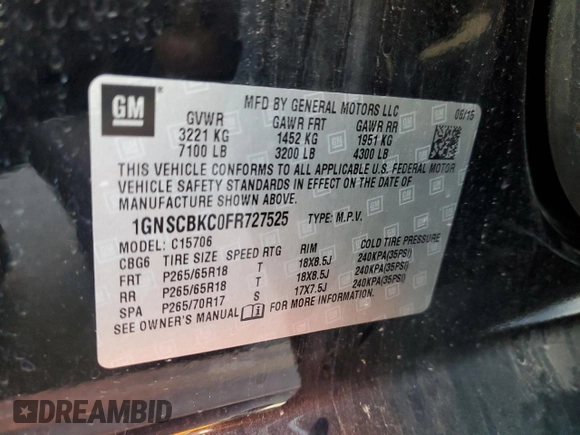 GM
MFD BY GENERAL MOTORS LLC 06/15
GVWR GAWR FRT GAWR RR
3221 KG 1452 KG 1951 KG
7100 LB 3200 LB 4300 LB
THIS VEHICLE CONFORMS TO ALL APPLICABLE U.S. FEDERAL MOTOR
VEHICLE SAFETY STANDARDS IN EFFECT ON THE DATE OF
MANUFACTURE SHOWN ABOVE.
1GNSCBKC0FR727525 TYPE: M.P.V.
MODEL: C15706
CBG6 TIRE SIZE SPEED RTG RIM COLD TIRE PRESSURE
FRT P265/65R18 T 18X8.5J 240KPA(35PSI)
RR P265/65R18 T 18X8.5J 240KPA(35PSI)
SPA P265/70R17 S 17X7.5J 240KPA(35PSI)
SEE OWNER'S MANUAL FOR MORE INFORMATION.
DREAMBID